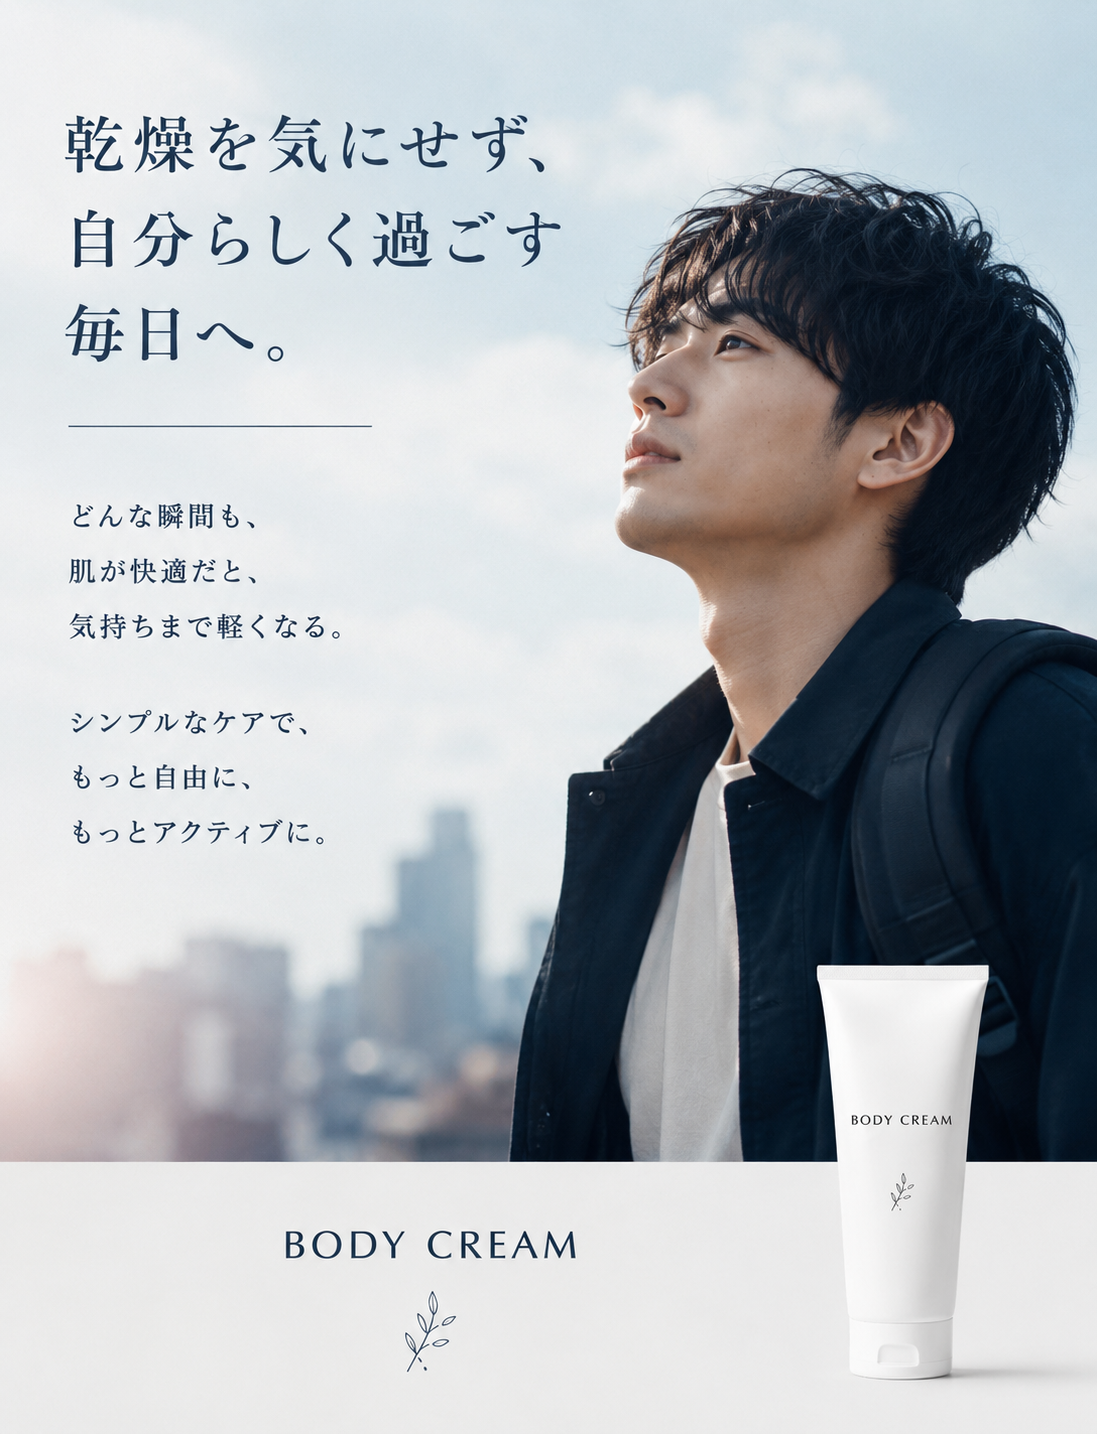 乾燥を気にせず、
自分らしく過ごす
毎日へ。
どんな瞬間も、
肌が快適だと、
気持ちまで軽くなる。
シンプルなケアで、
もっと自由に、
もっとアクティブに。
BODY CREAM
BODY CREAM